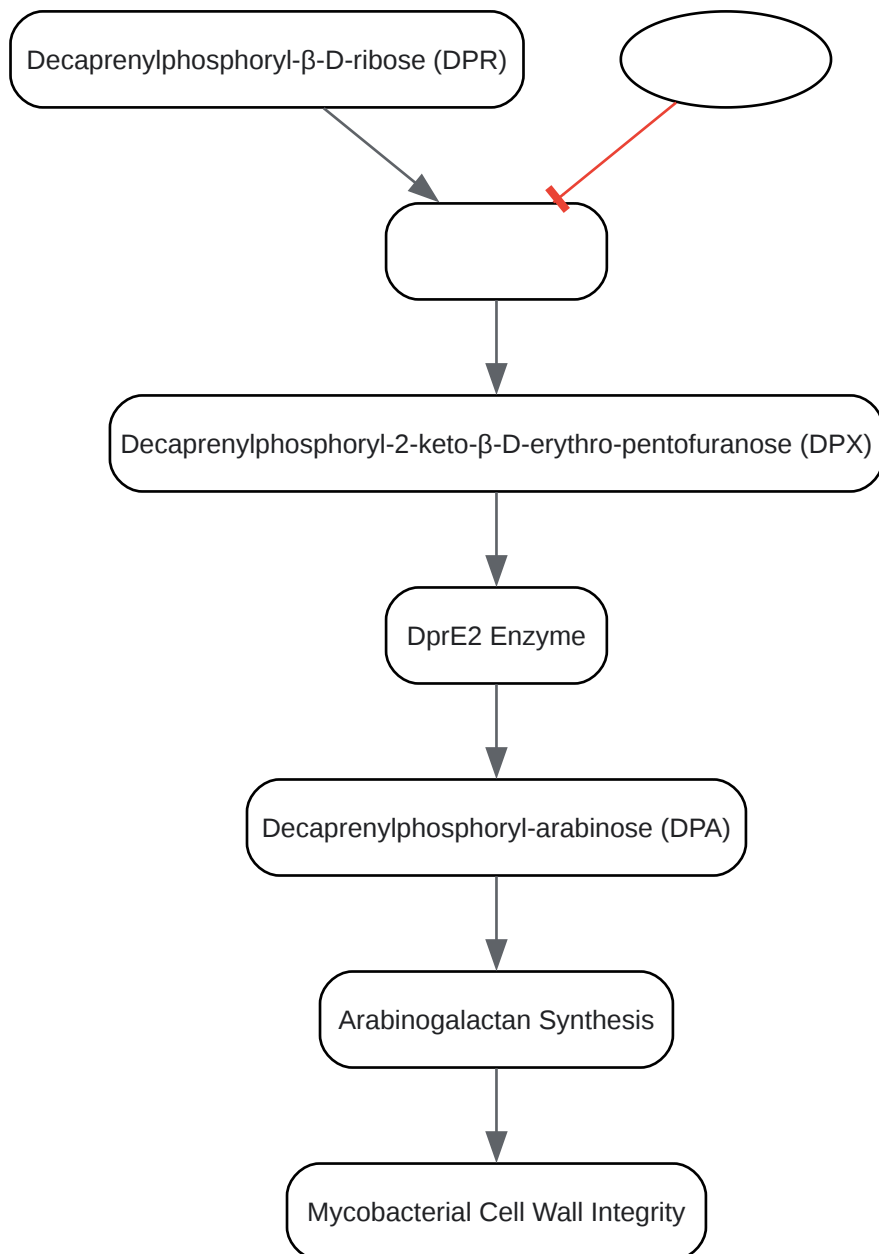 Decaprenylphosphoryl-β-D-ribose (DPR)
Decaprenylphosphoryl-2-keto-β-D-erythro-pentofuranose (DPX)
DprE2 Enzyme
Decaprenylphosphoryl-arabinose (DPA)
Arabinogalactan Synthesis
Mycobacterial Cell Wall Integrity